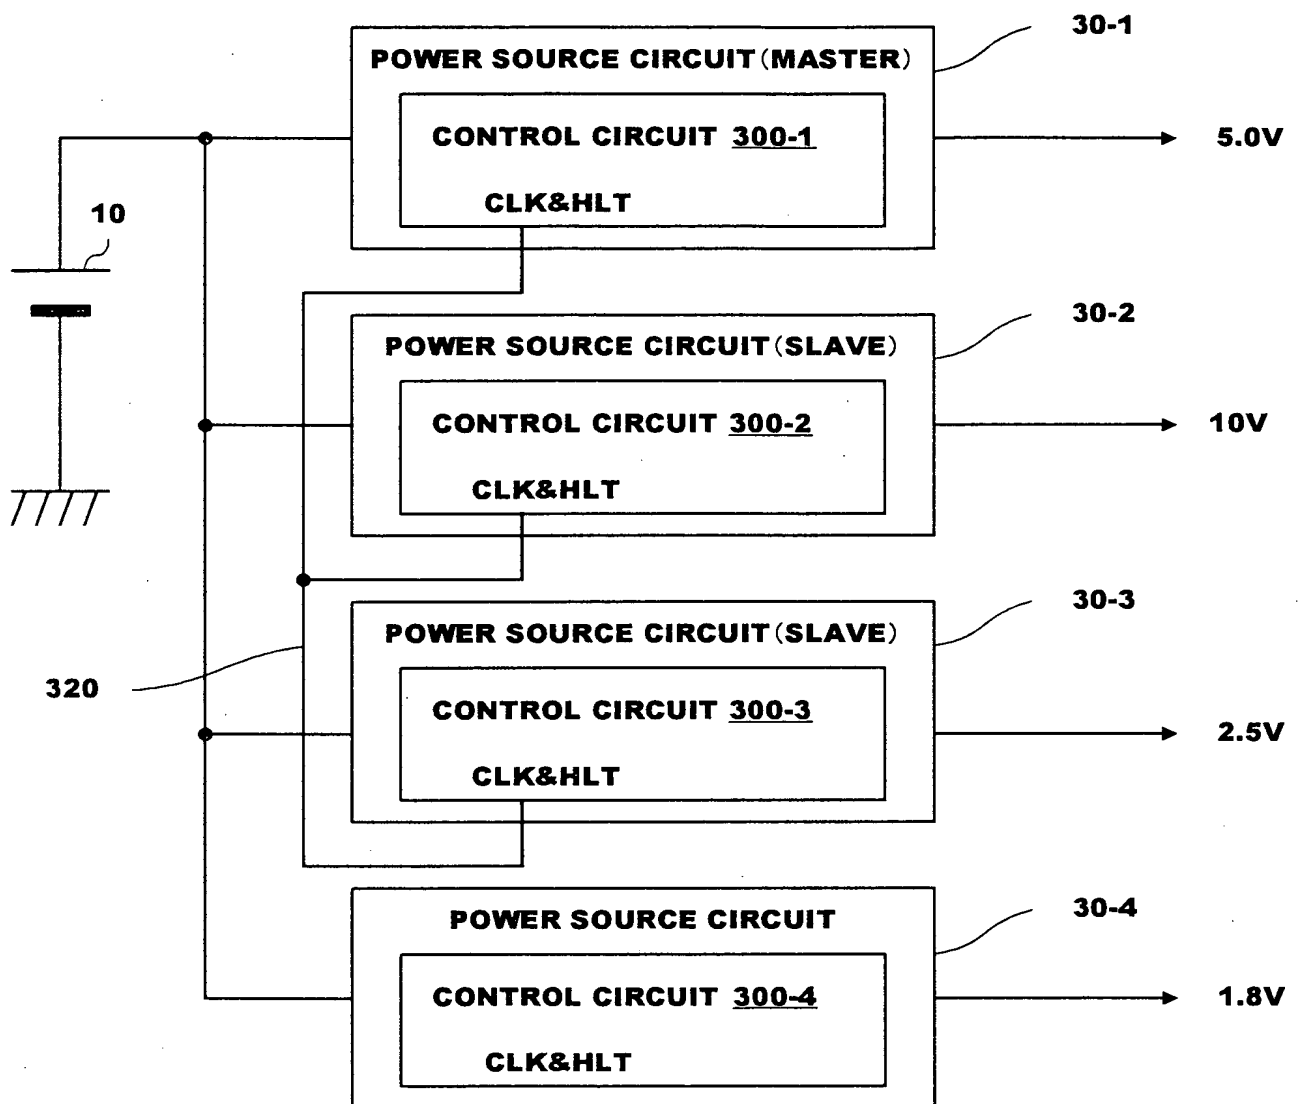 30-1
POWER SOURCE CIRCUIT(MASTER)
CONTROL CIRCUIT 300-1
5.0V
CLK&HLT
10
30-2
POWER SOURCE CIRCUIT(SLAVE)
CONTROL CIRCUIT 300-2
10V
CLK&HLT
30-3
POWER SOURCE CIRCUIT(SLAVE)
320
CONTROL CIRCUIT 300-3
2.5V
CLK&HLT
30-4
POWER SOURCE CIRCUIT
CONTROL CIRCUIT 300-4
1.8V
CLK&HLT